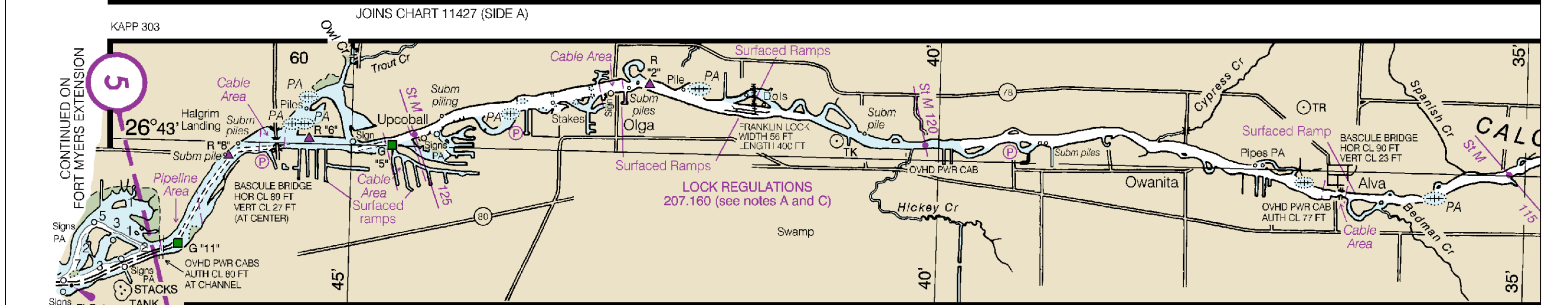 JOINS CHART 11427 (SIDE A)
KAPP 303
CONTINUED ON
FORT MYERS EXTENSION
5
60
26°43'
Owl Cr
Trout Cr
Cable
Area
PA
Piles
PA
PA
Halgrim
Landing
Subm
piles
R "8"
Subm piles
R "6"
P
Sign
Upcoball
St M
Subm
piling
Signs
PA
G
"5"
125
Cable
Area
Surfaced
ramps
Pipeline
Area
BASCULE BRIDGE
HOR CL 89 FT
VERT CL 27 FT
(AT CENTER)
Signs
PA
5
3
1
2
3
Signs
PA
G "11"
OVHD PWR CABS
AUTH CL 80 FT
AT CHANNEL
STACKS
TANK
Signs
45'
80
Cable Area
R
"2"
Pile
PA
Surfaced Ramps
PA
P
Stakes
Signs
Subm
piles
Olga
Dols
FRANKLIN LOCK
WIDTH 56 FT
LENGTH 400 FT
Surfaced Ramps
LOCK REGULATIONS
207.160 (see notes A and C)
Swamp
TK
Subm
pile
40'
St M 120
OVHD PWR CAB
Hickey Cr
40'
78
P
Subm piles
Owanita
Cypress Cr
TR
Surfaced Ramp
Pipes PA
BASCULE BRIDGE
HOR CL 90 FT
VERT CL 23 FT
Alva
OVHD PWR CAB
AUTH CL 77 FT
Cable
Area
Bedman Cr
PA
Spanish Cr
St M
115
CALO
35'
35'